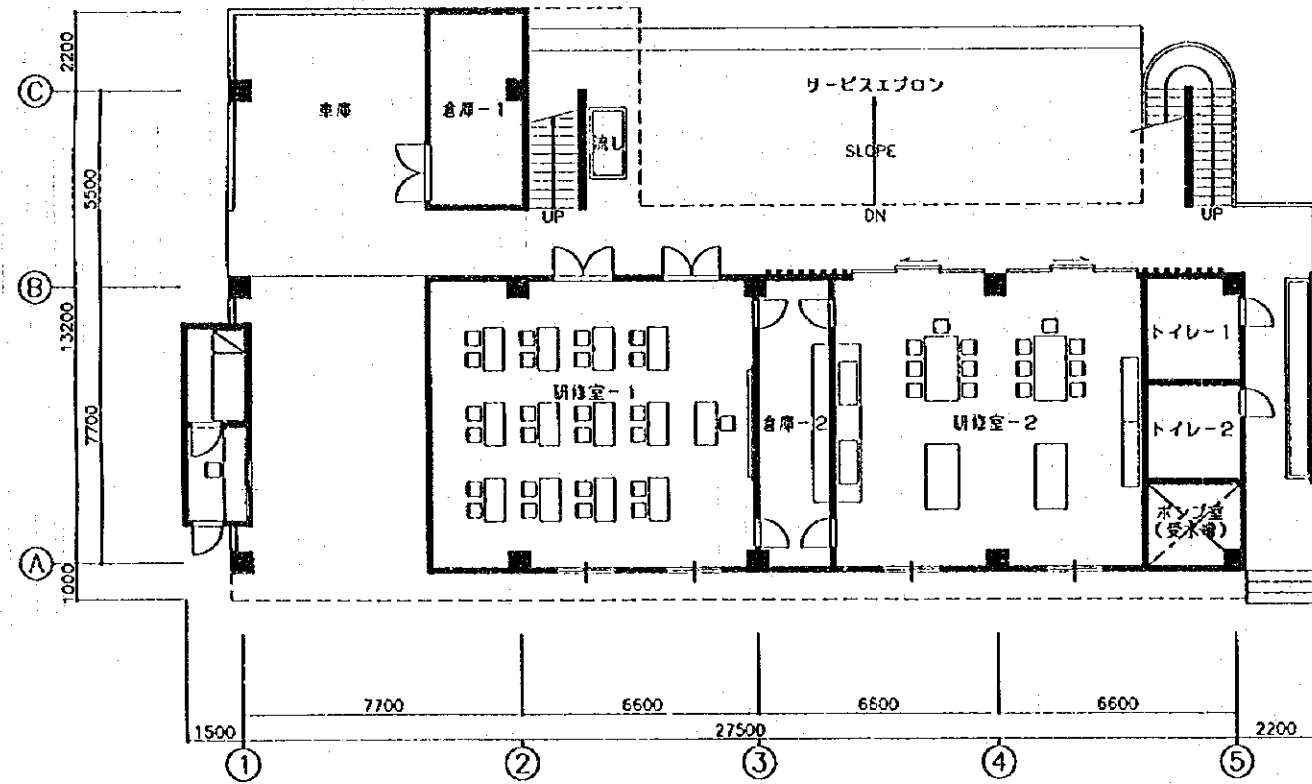 2200
C
車庫
倉庫-1
流し
サービスエプロン
SLOPE
5500
UP
DN
UP
B
13200
7700
研修室-1
倉庫-2
研修室-2
トイレ-1
トイレ-2
ポンプ室
(受水槽)
A
1000
7700
6600
6600
6600
1500
27500
2200
1
2
3
4
5